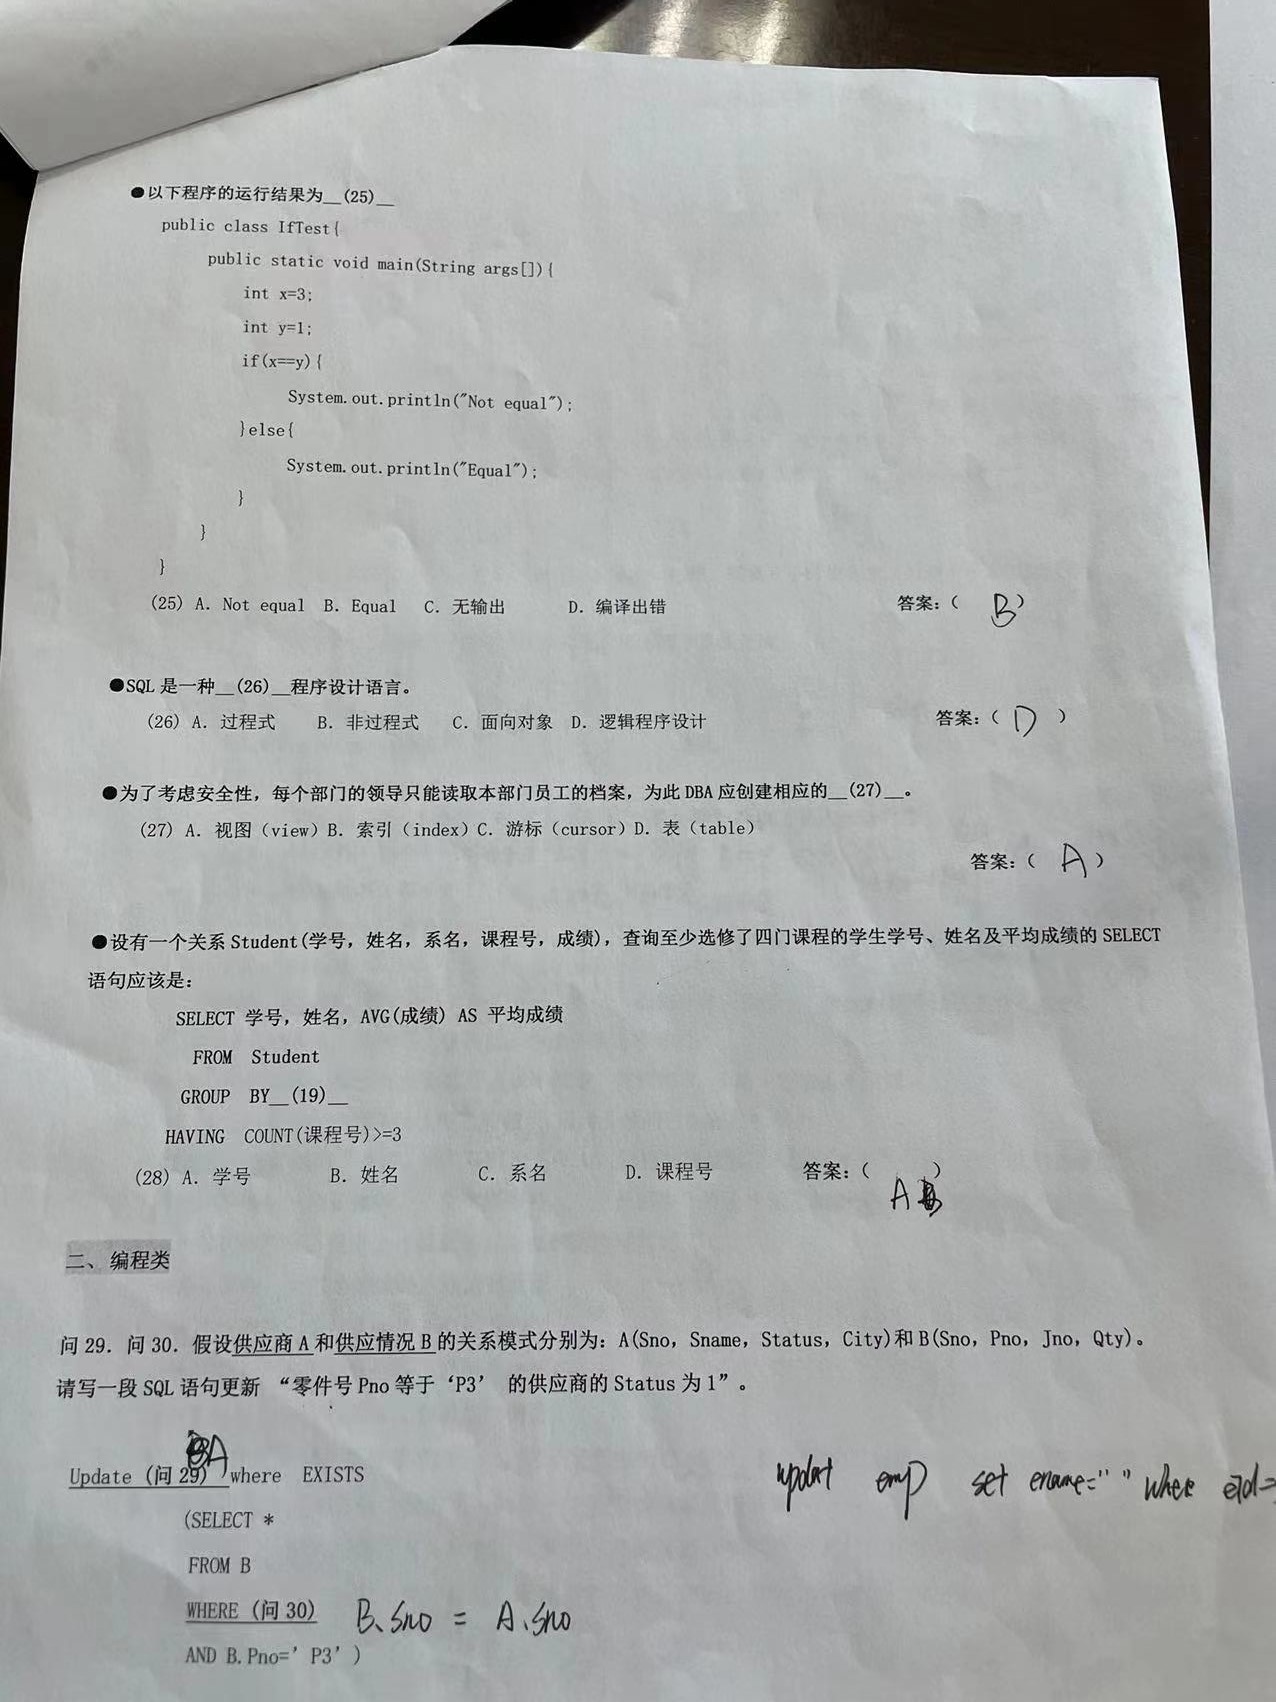 ●以下程序的运行结果为__(25)__
public class IfTest{
public static void main(String args[]){
int x=3;
int y=1;
if(x==y){
System.out.println("Not equal");
}else{
System.out.println("Equal");
}
}
}
(25) A. Not equal B. Equal C. 无输出 D. 编译出错 答案:( B )
●SQL 是一种__(26)__程序设计语言。
(26) A. 过程式 B. 非过程式 C. 面向对象 D. 逻辑程序设计 答案:( D )
●为了考虑安全性,每个部门的领导只能读取本部门员工的档案,为此 DBA 应创建相应的__(27)__。
(27) A. 视图(view) B. 索引(index) C. 游标(cursor) D. 表(table)
答案:( A )
●设有一个关系 Student(学号,姓名,系名,课程号,成绩),查询至少选修了四门课程的学生学号、姓名及平均成绩的 SELECT
语句应该是:
SELECT 学号,姓名,AVG(成绩) AS 平均成绩
FROM Student
GROUP BY__(19)__
HAVING COUNT(课程号)>=3
(28) A. 学号 B. 姓名 C. 系名 D. 课程号 答案:( )
A
二、编程类
问 29. 问 30. 假设供应商 A 和供应情况 B 的关系模式分别为: A(Sno, Sname, Status, City)和 B(Sno, Pno, Jno, Qty)。
请写一段 SQL 语句更新 “零件号 Pno 等于‘P3’ 的供应商的 Status 为 1”。
A
Update (问 29) where EXISTS updat emp set ename=" " where eId=
(SELECT *
FROM B
WHERE (问 30) B.Sno = A.Sno
AND B.Pno=’P3’)